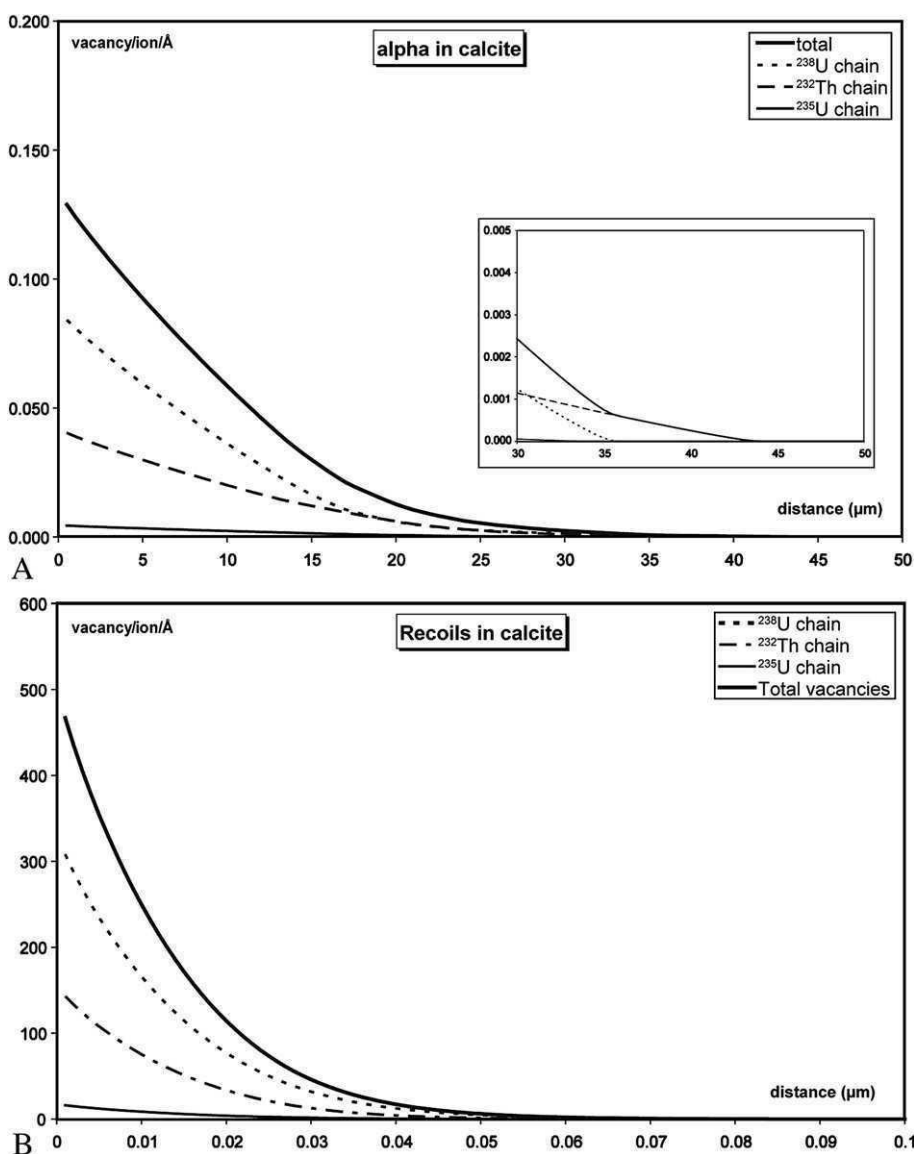 0.200
vacancy/ion/Å
alpha in calcite
total
²³⁸U chain
²³²Th chain
²³⁵U chain
0.150
0.005
0.004
0.003
0.002
0.001
0.000
30 35 40 45 50
0.100
0.050
distance (µm)
0.000
A
0 5 10 15 20 25 30 35 40 45 50
600
vacancy/ion/Å
Recoils in calcite
²³⁸U chain
²³²Th chain
²³⁵U chain
Total vacancies
500
400
300
200
100
distance (µm)
0
B
0 0.01 0.02 0.03 0.04 0.05 0.06 0.07 0.08 0.09 0.1